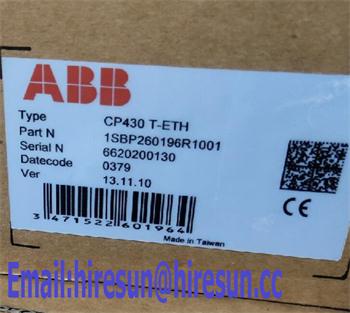 ABB
Type CP430 T-ETH
Part N 1SBP260196R1001
Serial N 6620200130
Datecode 0379
Ver 13.11.10
3 471522 601964
CE
Made in Taiwan
Email:hiresun@hiresun.cc